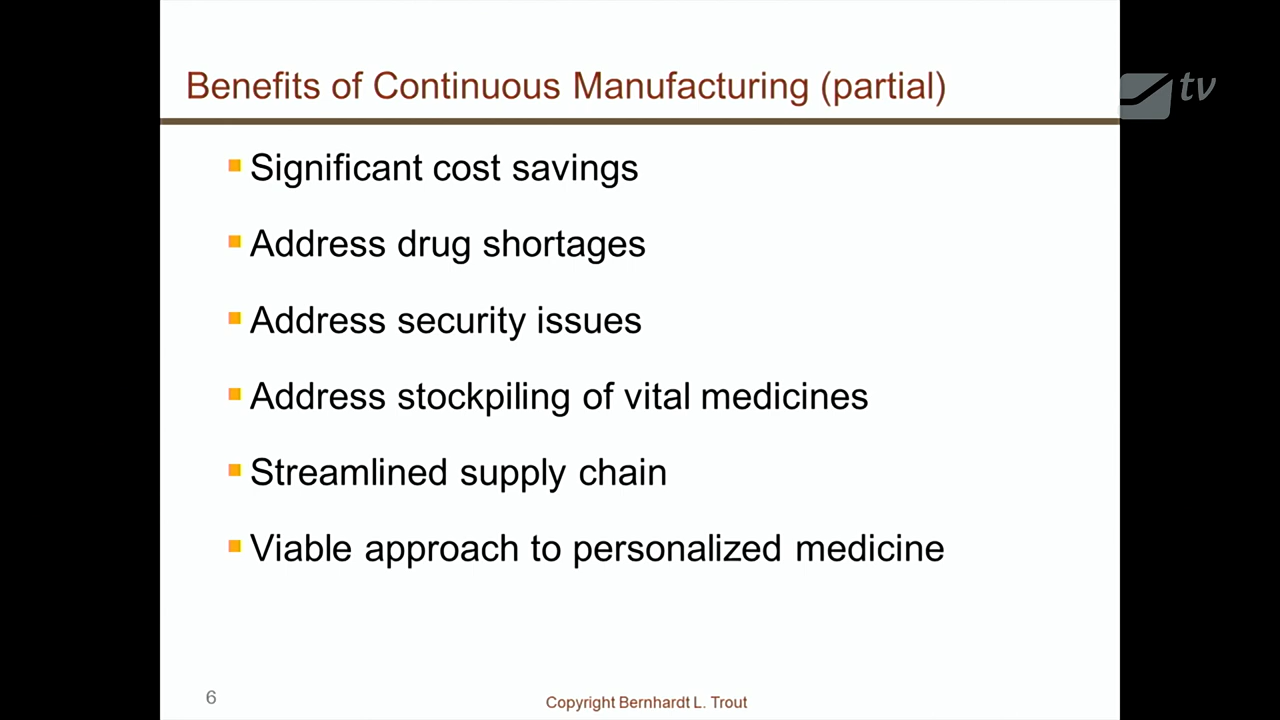 Benefits of Continuous Manufacturing (partial)
tv
Significant cost savings
Address drug shortages
Address security issues
Address stockpiling of vital medicines
Streamlined supply chain
Viable approach to personalized medicine
6
Copyright Bernhardt L. Trout